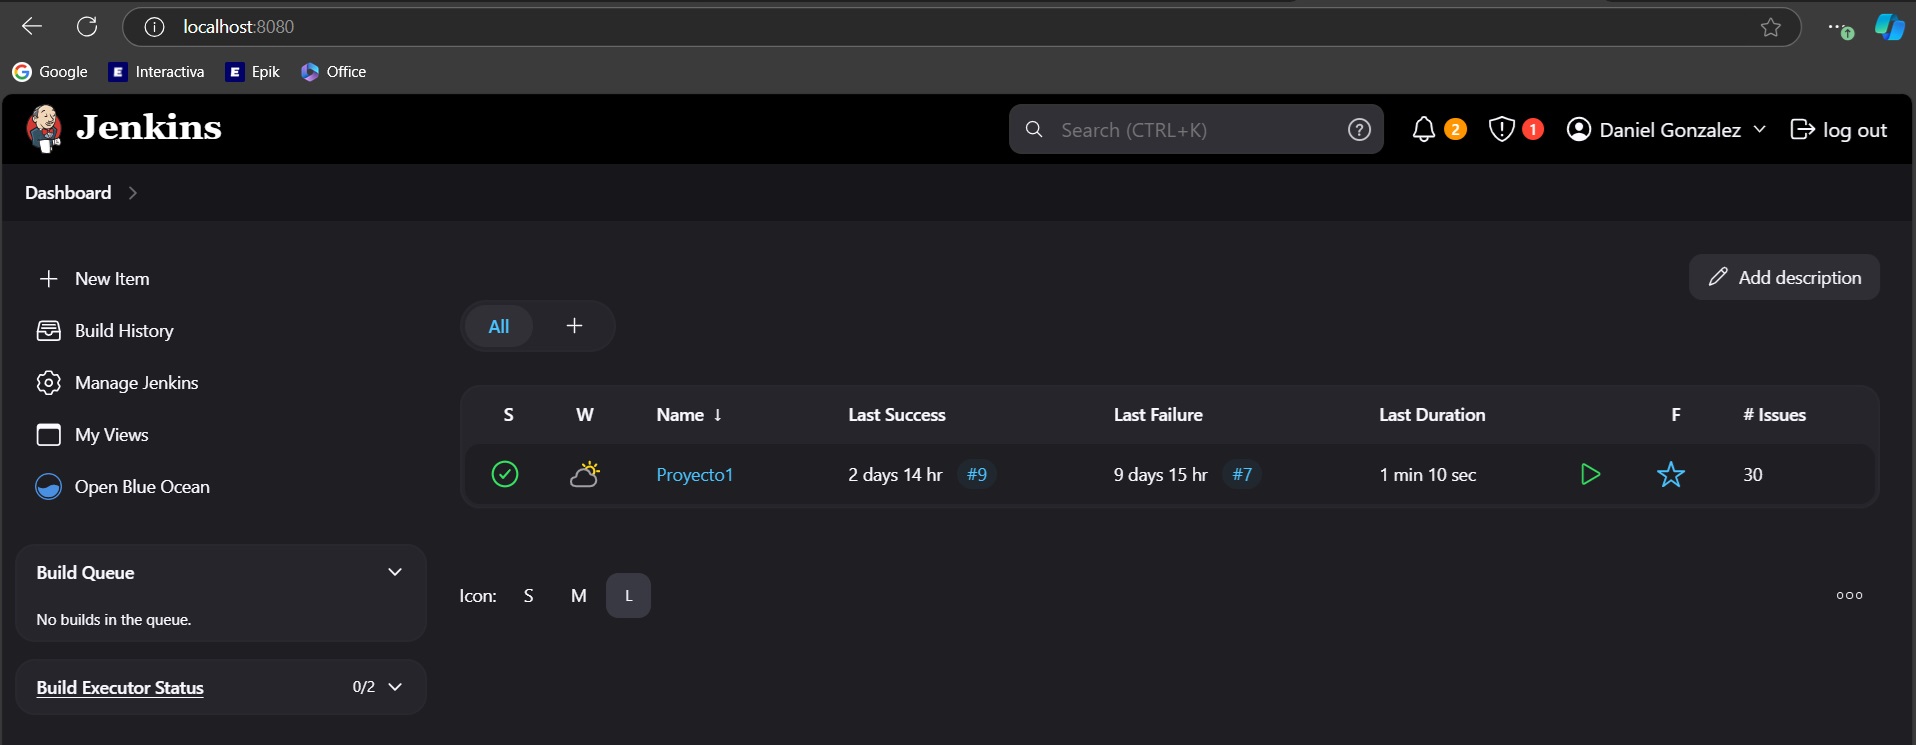 localhost:8080
Google Interactiva Epik Office
Jenkins Search (CTRL+K) 2 1 Daniel Gonzalez log out
Dashboard
New Item
Add description
Build History
All +
Manage Jenkins
My Views
S W Name ↓ Last Success Last Failure Last Duration F # Issues
Proyecto1 2 days 14 hr #9 9 days 15 hr #7 1 min 10 sec 30
Open Blue Ocean
Build Queue
No builds in the queue.
Icon: S M L
Build Executor Status 0/2